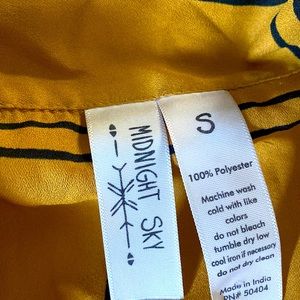 MIDNIGHT SKY
S
100% Polyester
Machine wash
cold with like
colors
do not bleach
tumble dry low
cool iron if necessary
do not dry clean
Made in India
RN# 50404